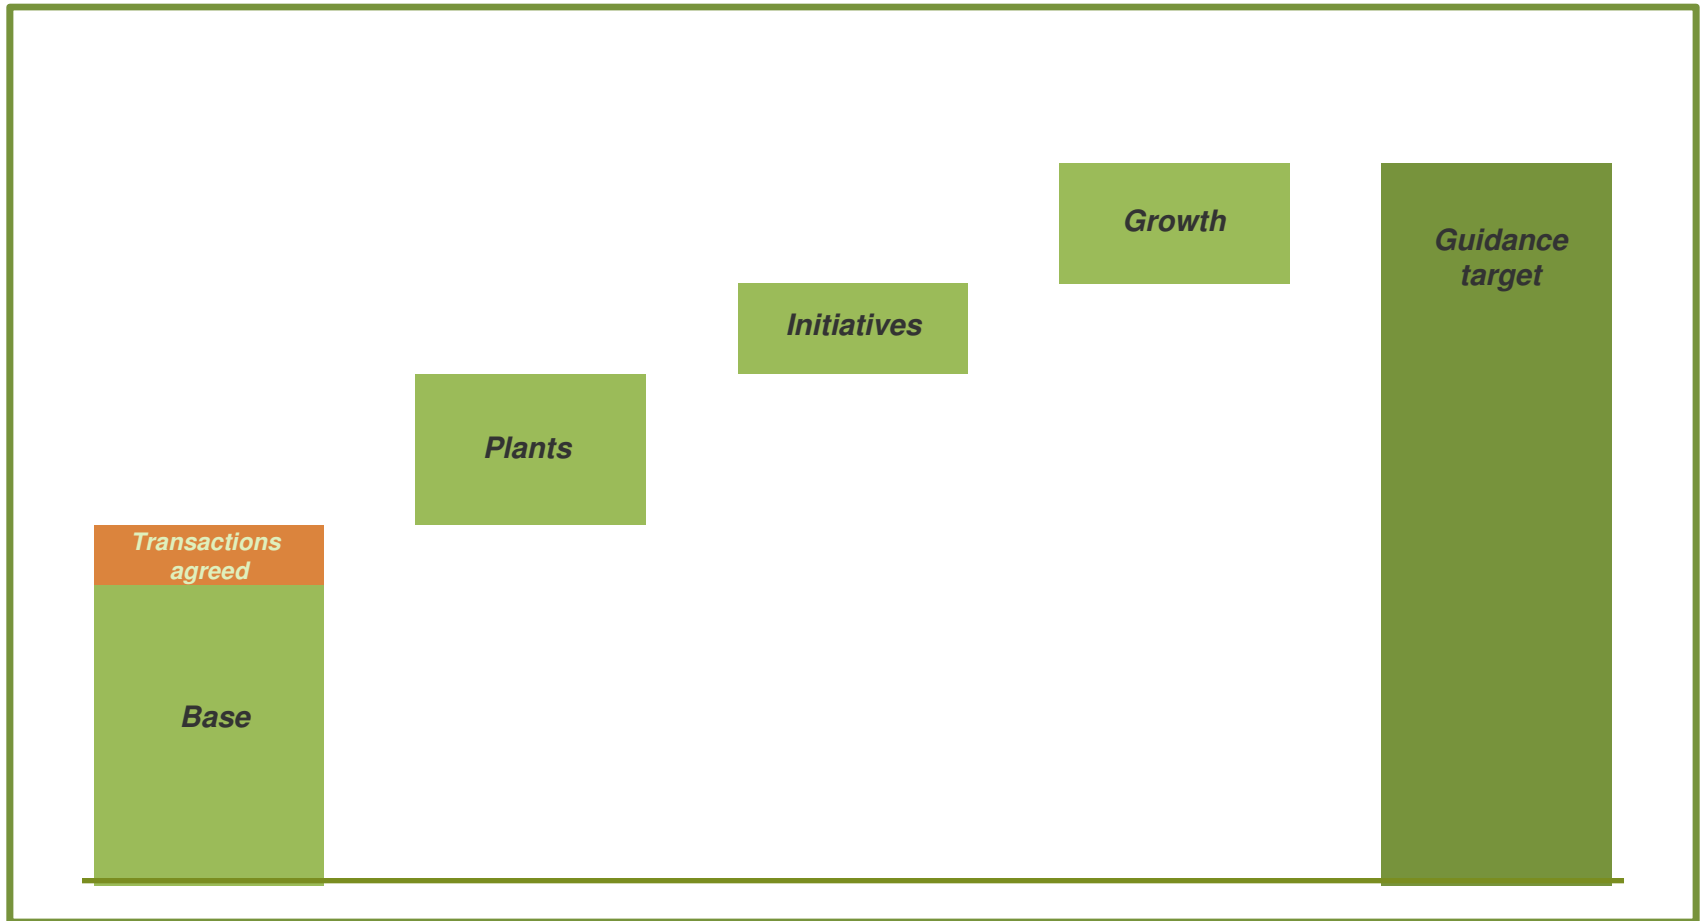 Growth
Guidance
target
Initiatives
Plants
Transactions
agreed
Base